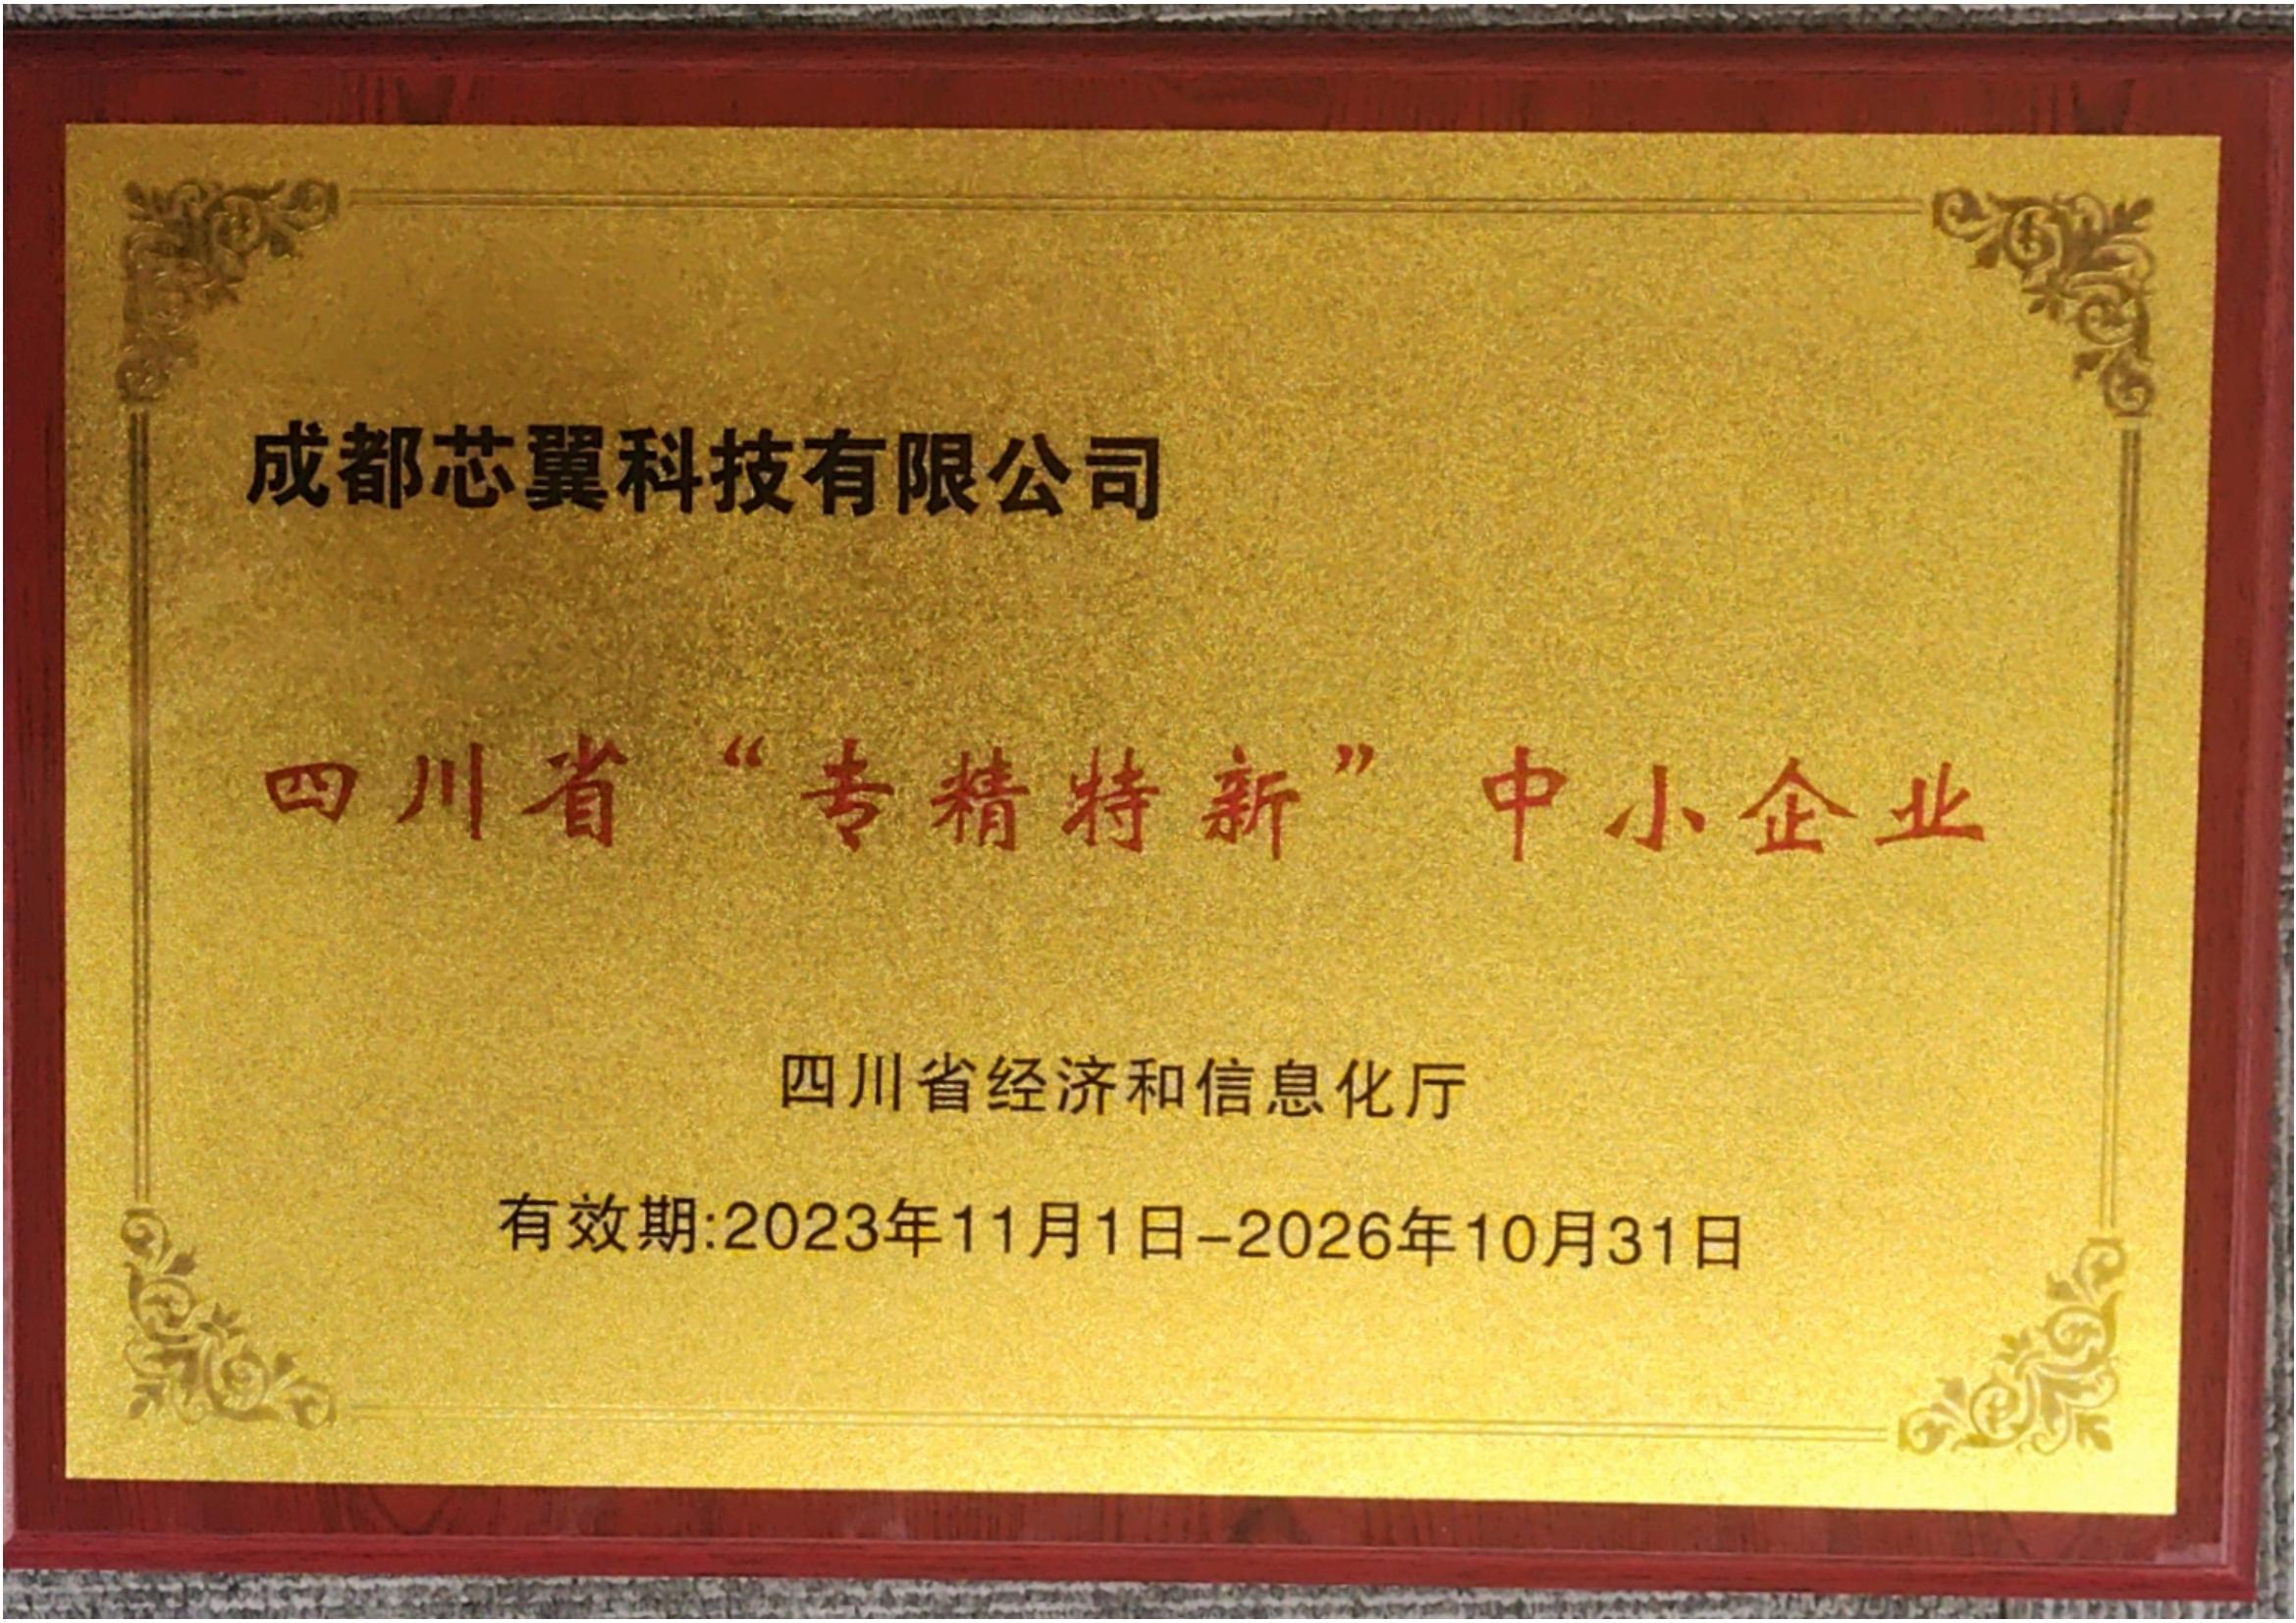 成都芯翼科技有限公司
四川省“专精特新”中小企业
四川省经济和信息化厅
有效期:2023年11月1日-2026年10月31日